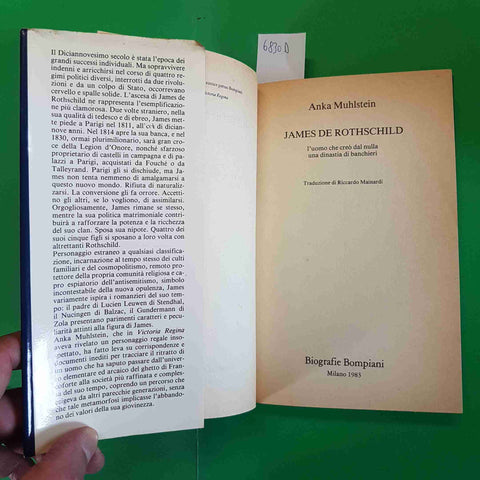 Il Diciannovesimo secolo è stata l'epoca dei
grandi successi individuali. Ma sopravvivere
indenni e arricchirsi nel corso di quattro re-
gimi politici diversi, interrotti da due rivolu-
zioni e da un colpo di Stato, occorrevano
cervello e spalle solide. L'ascesa di James de
Rothschild ne rappresenta l'esemplificazio-
ne più clamorosa. Due volte straniero, nella
sua qualità di tedesco e di ebreo, James met-
te piede a Parigi nel 1811, all'età di dician-
nove anni. Nel 1814 apre la sua banca, e nel
1830, ormai plurimilionario, sarà gran cro-
ce della Legion d'Onore, nonché sfarzoso
proprietario di castelli in campagna e di pa-
lazzi a Parigi, acquistati da Fouché o da
Talleyrand. Parigi gli si dischiude, ma Ja-
mes non tenta nemmeno di amalgamarsi a
questo nuovo mondo. Rifiuta di naturaliz-
zarsi. La conversione gli fa orrore. Accetto-
no gli altri, se lo vogliono, di assimilarsi.
Orgogliosamente, James rimane se stesso,
mentre la sua politica matrimoniale contri-
buirà a rafforzare la potenza e la ricchezza
del suo clan. Sposa sua nipote. Quattro dei
suoi cinque figli si sposano a loro volta con
altrettanti Rothschild.
Personaggio estraneo a qualsiasi classifica-
zione, incarnazione al tempo stesso dei culti
familiari e del cosmopolitismo, remoto pro-
tettore della propria comunità religiosa e ca-
pro espiatorio dell'antisemitismo, simbolo
incontestabile della nuova opulenza, James
variamente ispira i romanzieri del suo tem-
po: il padre di Lucien Leuwen di Stendhal,
il Nucingen di Balzac, il Gundermann di
Zola presentano parimenti caratteri e pecu-
liarità attinti alla figura di James.
Anka Muhlstein, che in Victoria Regina
aveva rivelato un personaggio regale inso-
spettato, ha fatto leva su corrispondenze e
documenti inediti per tracciare il ritratto di
un uomo che ha saputo passare dall'univer-
so elementare ed arcaico del ghetto di Fran-
coforte alla società più raffinata e comples-
sa del suo tempo, coprendo un percorso che
esigeva da altri parecchie generazioni, senza
che tale metamorfosi implicasse l'abbando-
no dei valori della sua giovinezza.
presso Bompiani
Victoria Regina
6830D
Anka Muhlstein
JAMES DE ROTHSCHILD
l'uomo che creò dal nulla
una dinastia di banchieri
Traduzione di Riccardo Mainardi
Biografie Bompiani
Milano 1983